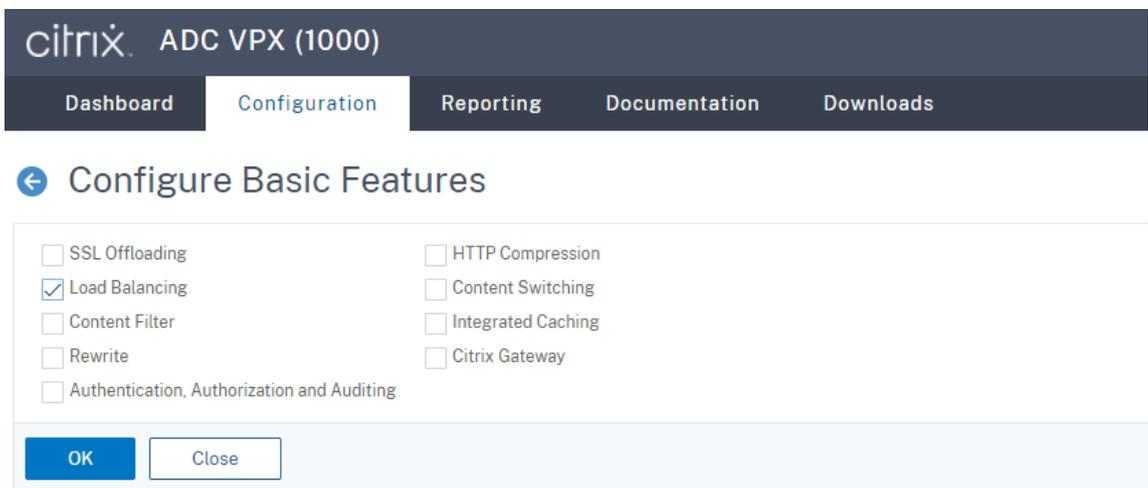 citrix. ADC VPX (1000)
Dashboard Configuration Reporting Documentation Downloads
Configure Basic Features
SSL Offloading HTTP Compression
Load Balancing Content Switching
Content Filter Integrated Caching
Rewrite Citrix Gateway
Authentication, Authorization and Auditing
OK Close